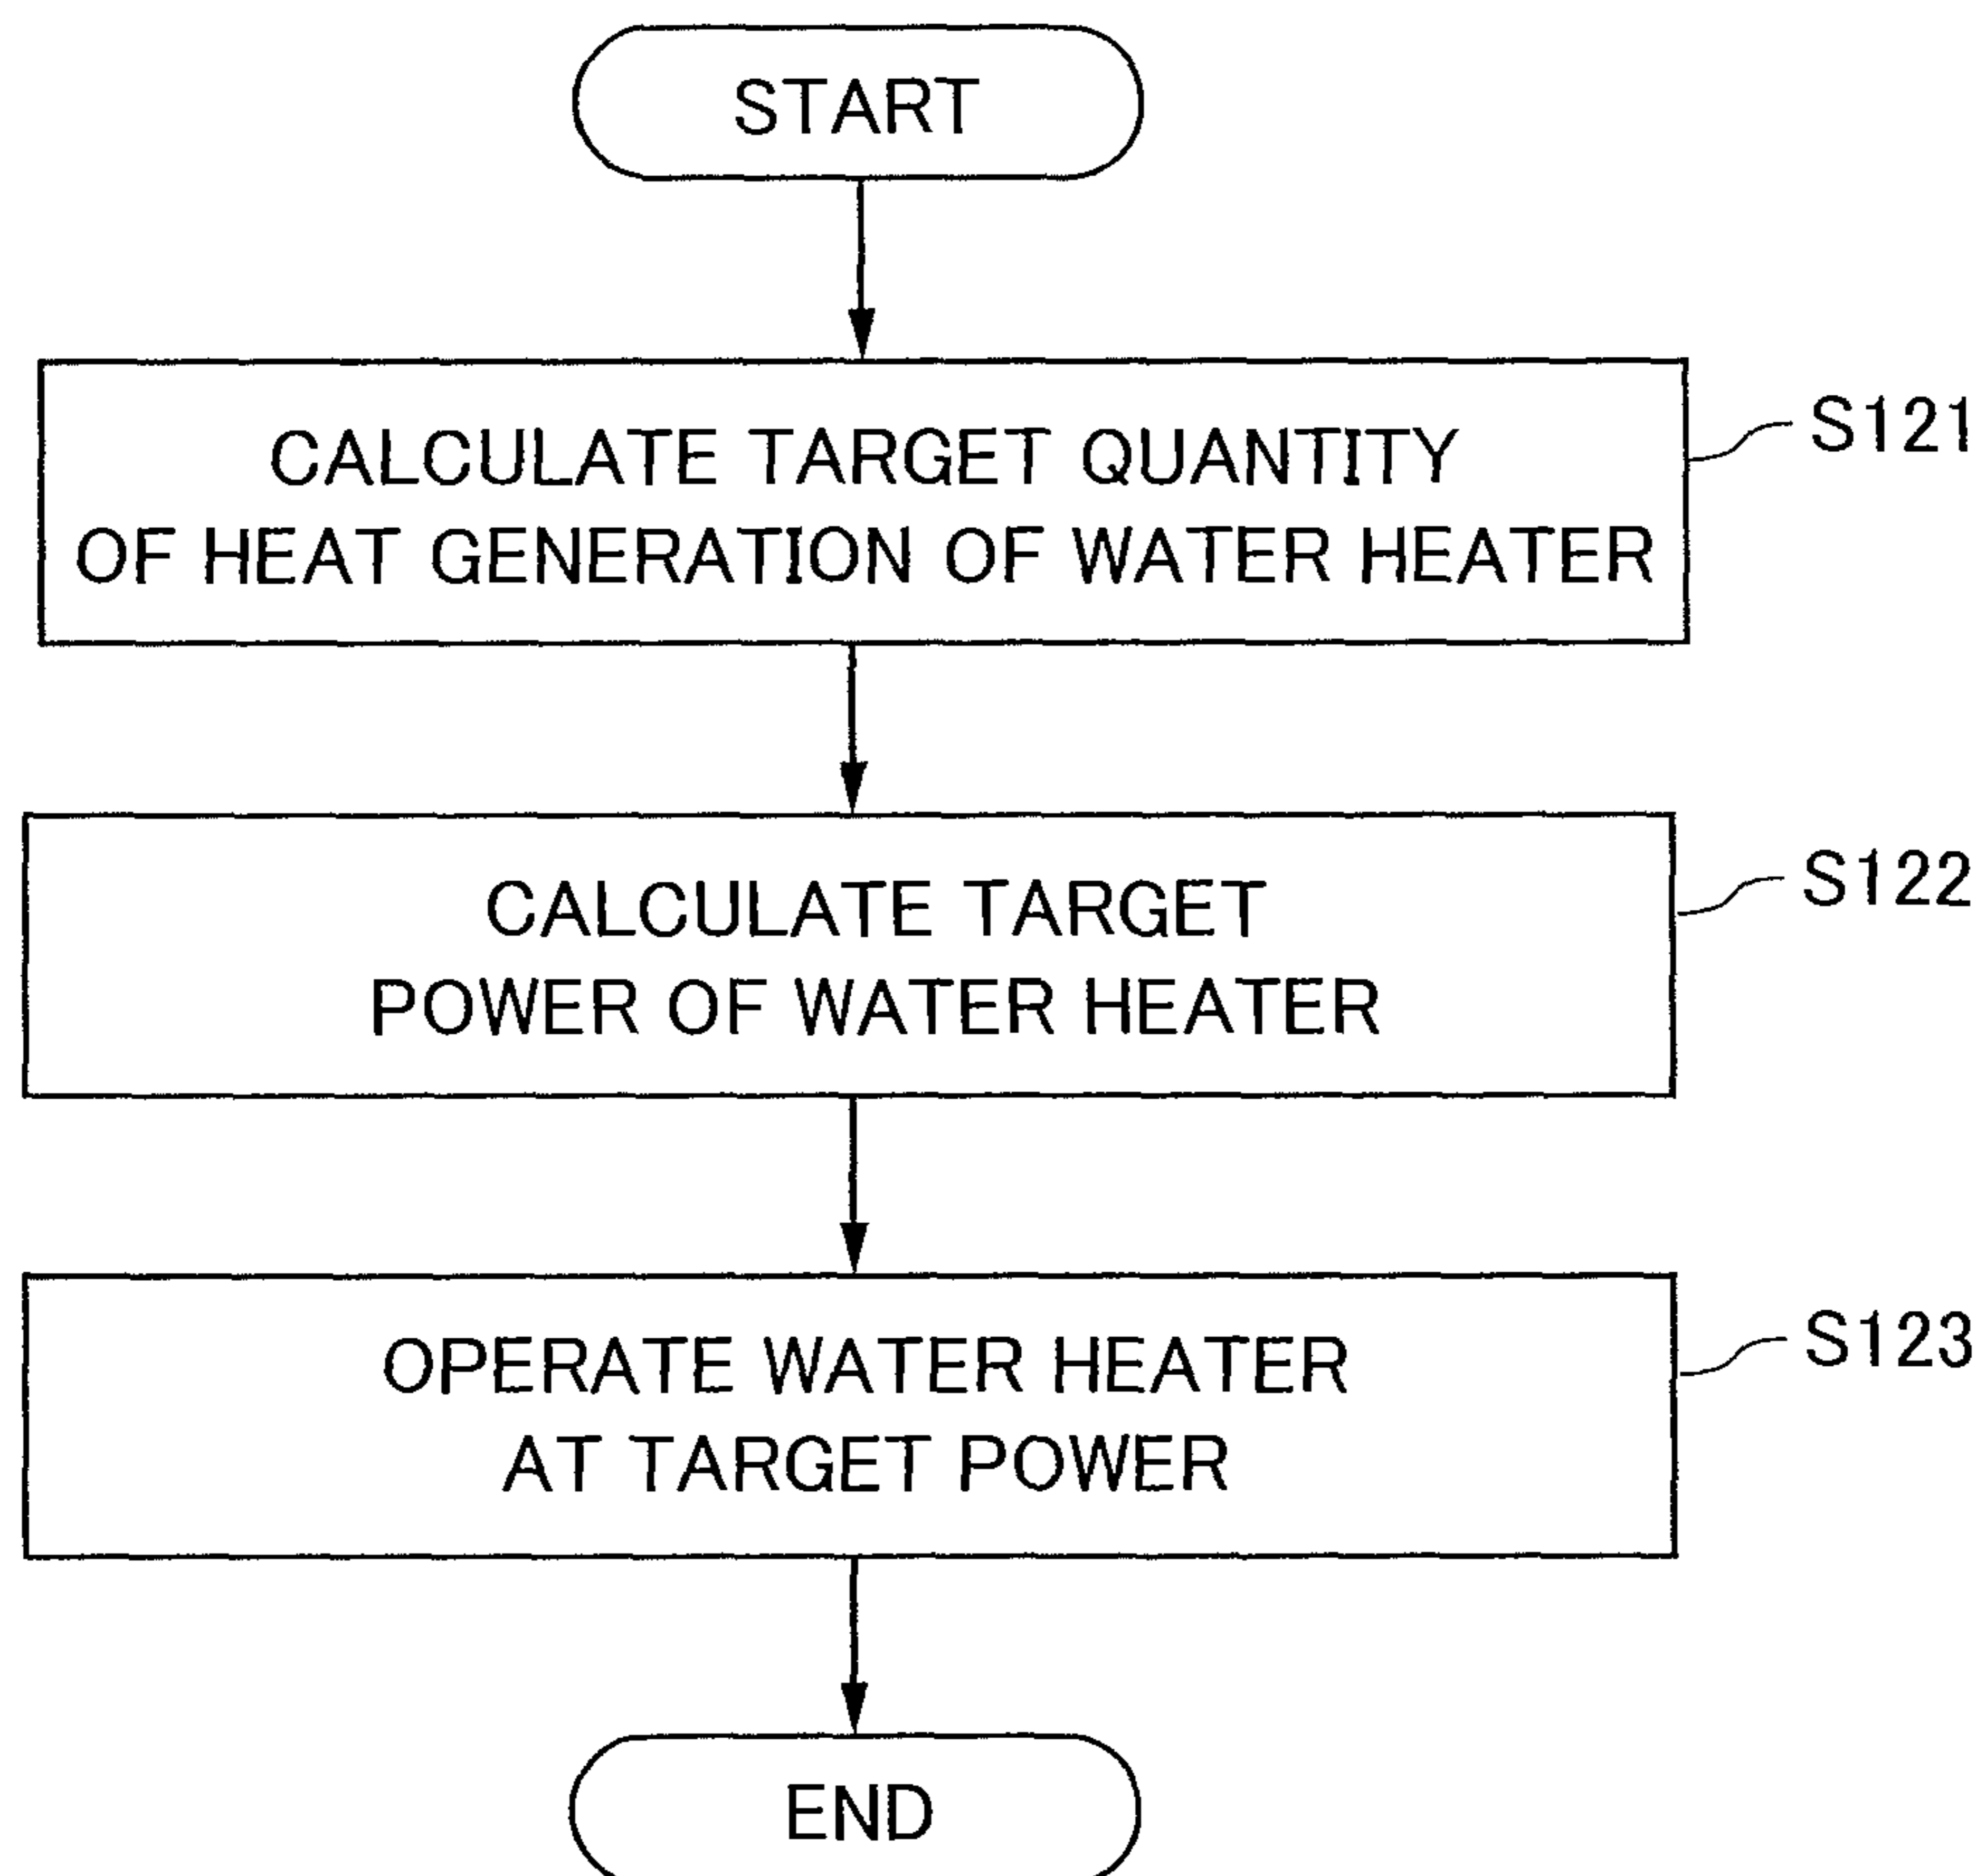 START
CALCULATE TARGET QUANTITY
OF HEAT GENERATION OF WATER HEATER
S121
CALCULATE TARGET
POWER OF WATER HEATER
S122
OPERATE WATER HEATER
AT TARGET POWER
S123
END